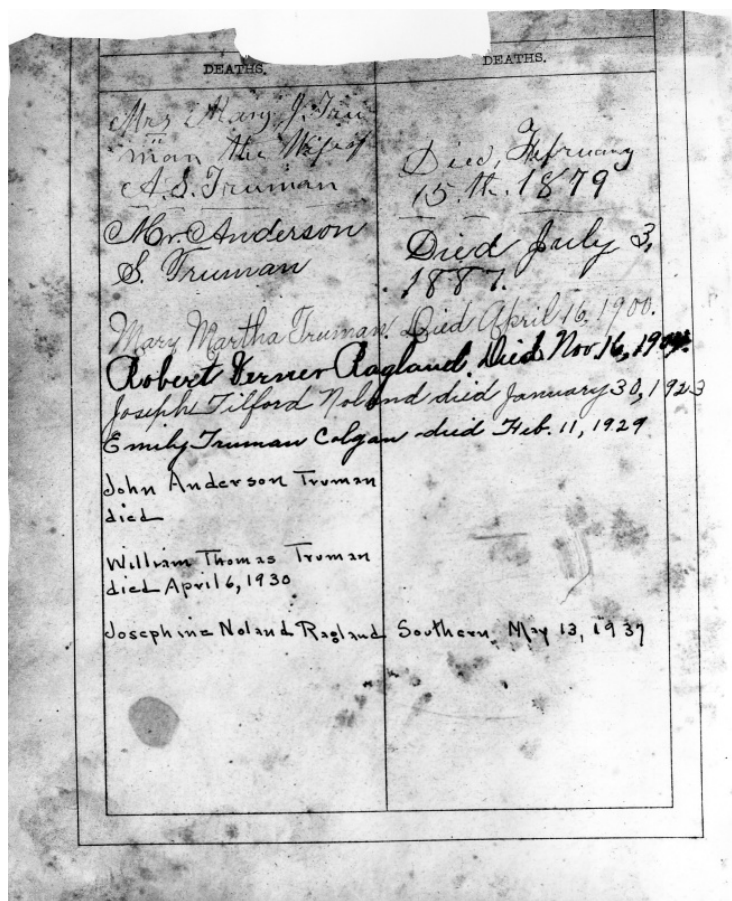 DEATHS.
DEATHS.
Mrs Mary, J. Tru
man the Wife of
A. S. Truman
Died, February
15. th. 1879
Mr. Anderson
S. Truman
Died July 3,
1887.
Mary Martha Truman. Died April 16, 1900.
Robert Verner Ragland. Died Nov. 16,
Joseph Tilford Noland died January 30, 1923
Emily Truman Colgan died Feb. 11, 1929
John Anderson Truman
died
William Thomas Truman
died April 6, 1930
Josephine Noland Ragland Southern, May 13, 1937